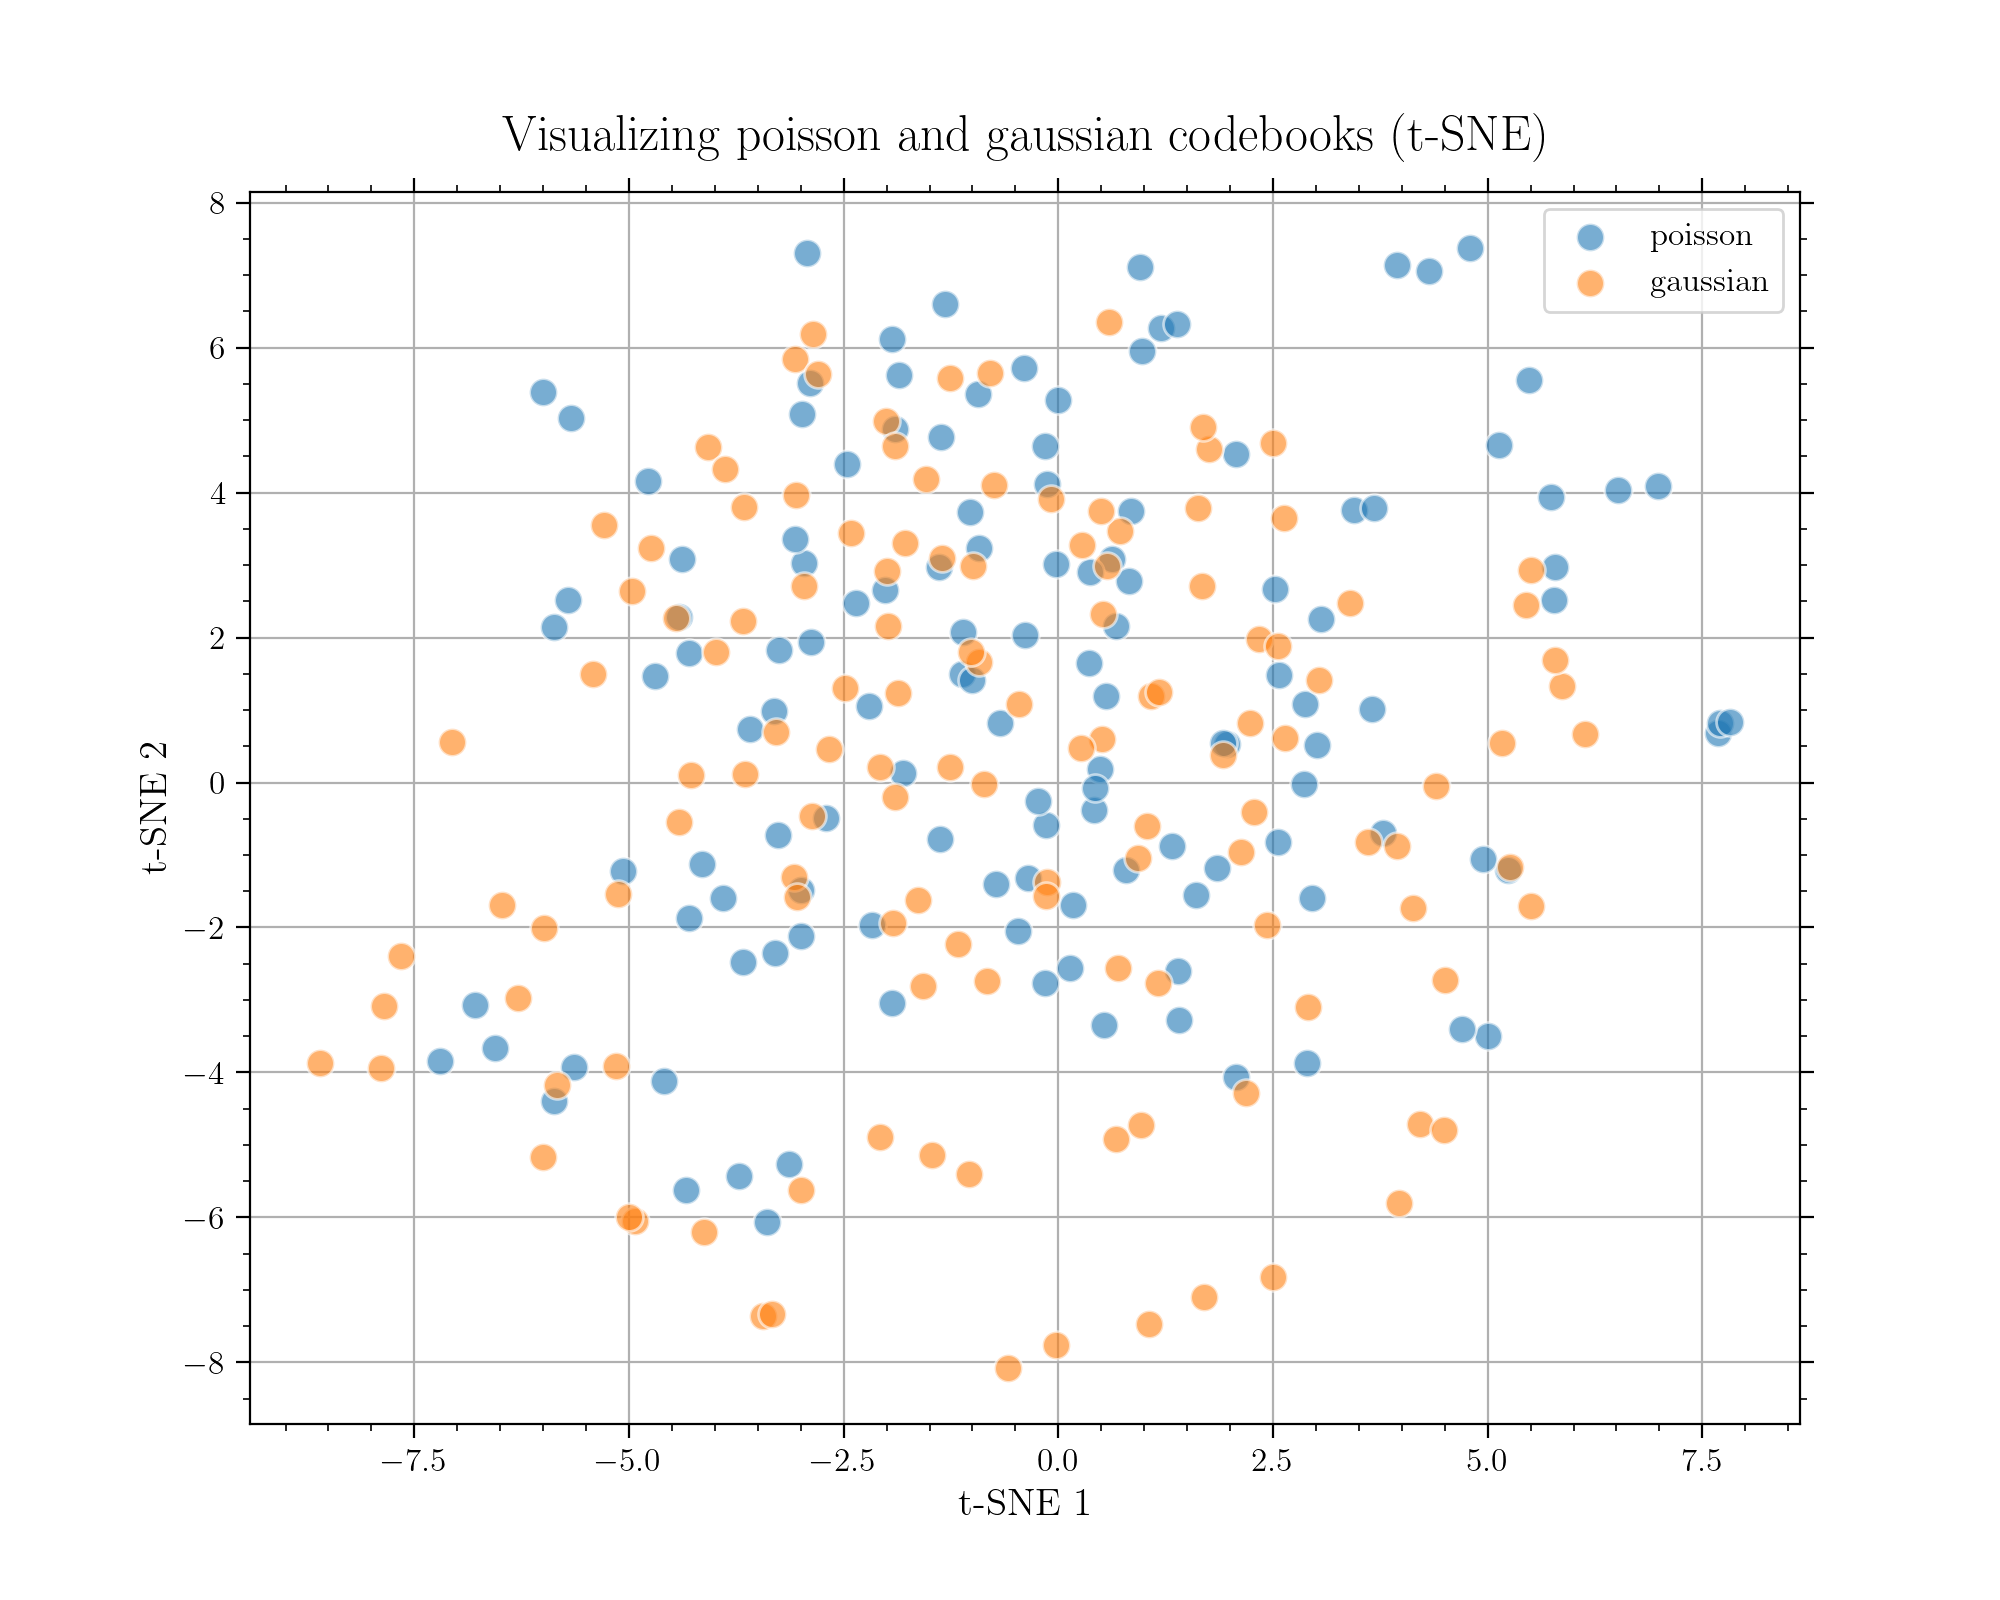 Visualizing poisson and gaussian codebooks (t-SNE)
poisson
gaussian
8
6
4
2
0
−2
−4
−6
−8
t-SNE 2
−7.5 −5.0 −2.5 0.0 2.5 5.0 7.5
t-SNE 1